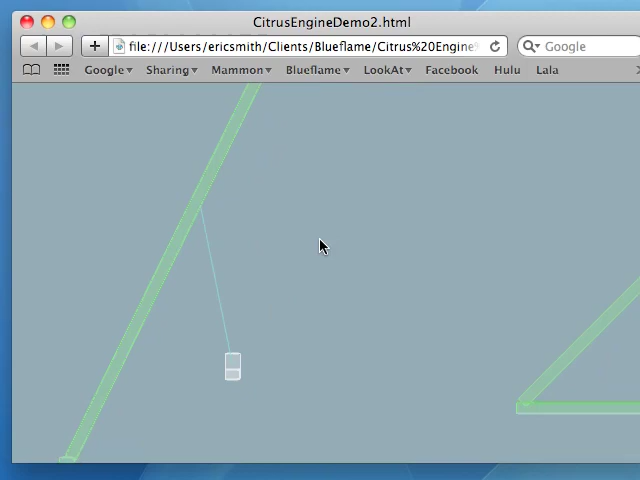 CitrusEngineDemo2.html
file:///Users/ericsmith/Clients/Blueflame/Citrus%20Engine
Google
Google Sharing Mammon Blueflame LookAt Facebook Hulu Lala